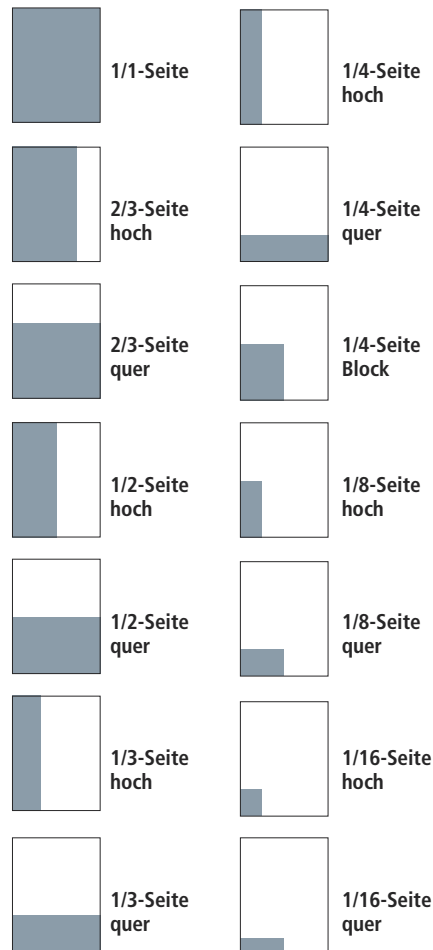 1/1-Seite
2/3-Seite
hoch
2/3-Seite
quer
1/2-Seite
hoch
1/2-Seite
quer
1/3-Seite
hoch
1/3-Seite
quer
1/4-Seite
hoch
1/4-Seite
quer
1/4-Seite
Block
1/8-Seite
hoch
1/8-Seite
quer
1/16-Seite
hoch
1/16-Seite
quer